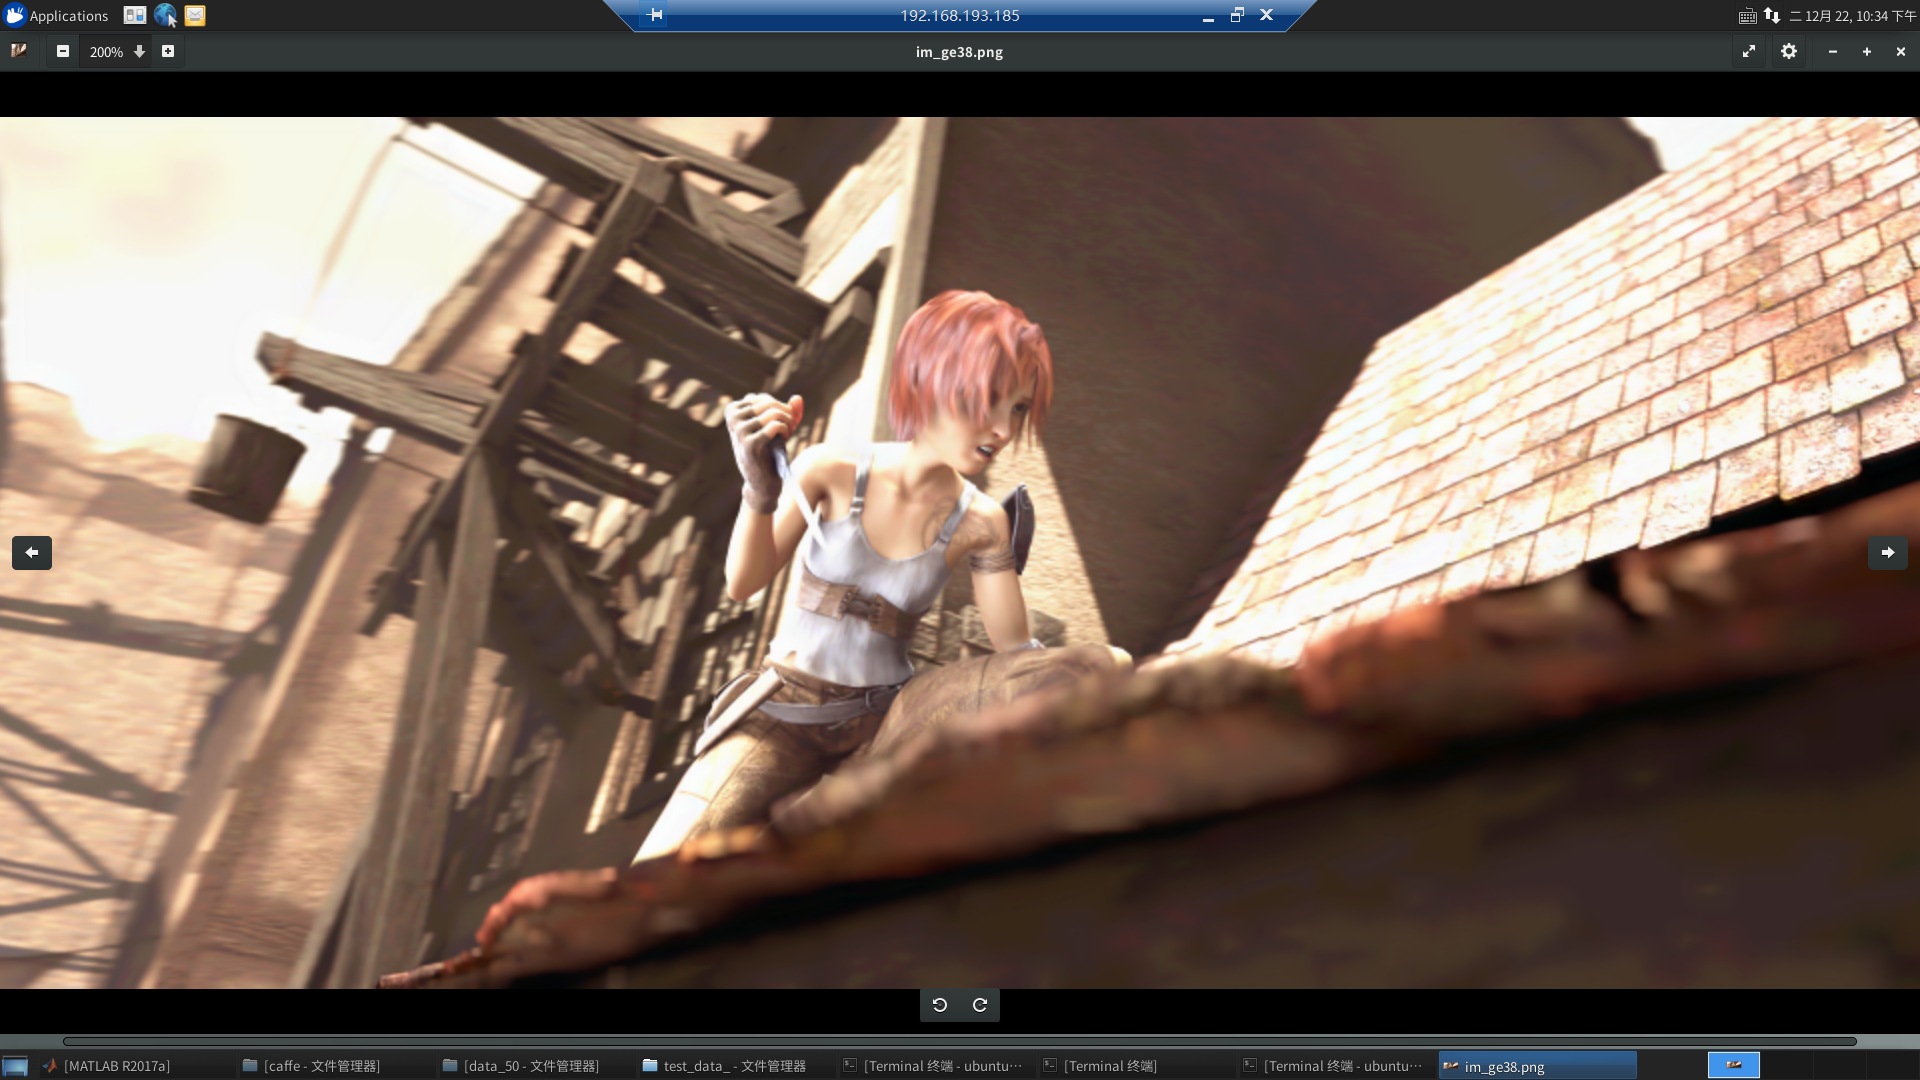 Applications
192.168.193.185
二 12月 22, 10:34 下午
200%
im_ge38.png
[MATLAB R2017a]
[caffe - 文件管理器]
[data_50 - 文件管理器]
test_data_ - 文件管理器
[Terminal 终端 - ubuntu…
[Terminal 终端]
[Terminal 终端 - ubuntu…
im_ge38.png